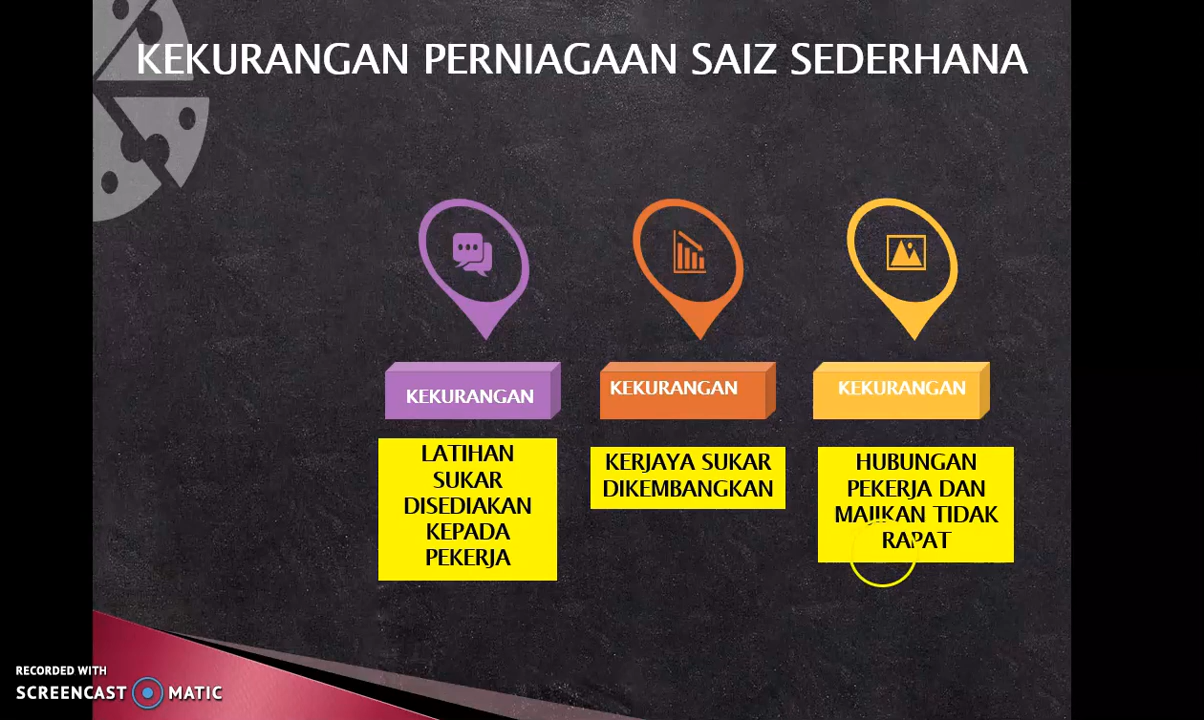 KEKURANGAN PERNIAGAAN SAIZ SEDERHANA
KEKURANGAN
LATIHAN
SUKAR
DISEDIAKAN
KEPADA
PEKERJA
KEKURANGAN
KERJAYA SUKAR
DIKEMBANGKAN
KEKURANGAN
HUBUNGAN
PEKERJA DAN
MAJIKAN TIDAK
RAPAT
RECORDED WITH
SCREENCAST MATIC